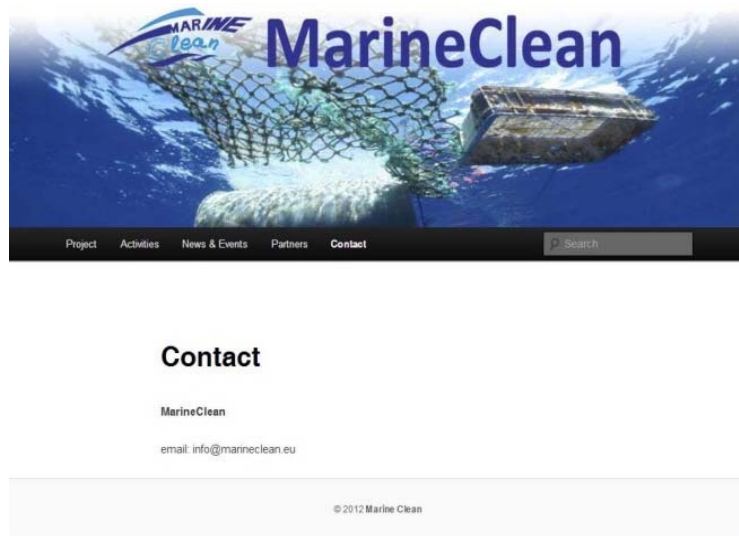 MARINE
Clean
MarineClean
Project Activities News & Events Partners Contact Search
Contact
MarineClean
email: info@marineclean.eu
© 2012 Marine Clean